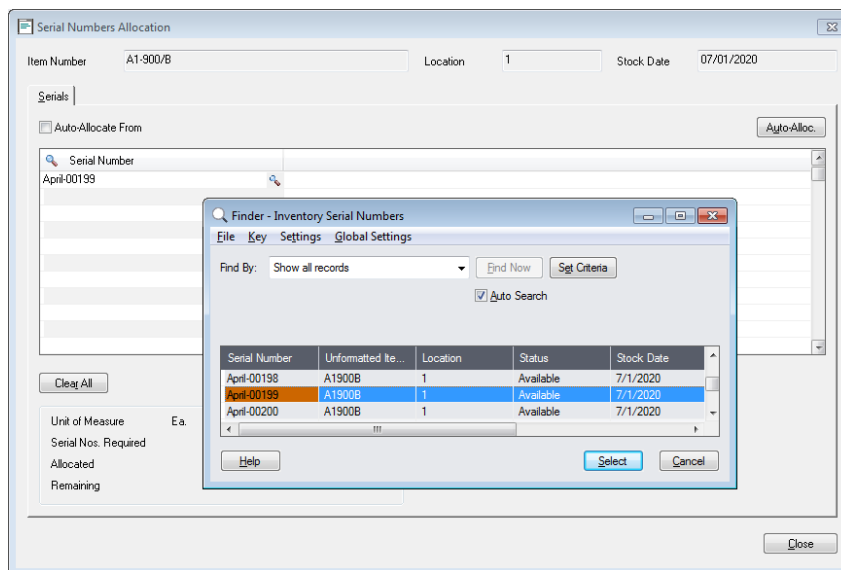 Serial Numbers Allocation
Item Number A1-900/B Location 1 Stock Date 07/01/2020
Serials
Auto-Allocate From Auto-Alloc.
Serial Number
April-00199
Finder - Inventory Serial Numbers
File Key Settings Global Settings
Find By: Show all records Find Now Set Criteria
Auto Search
Serial Number Unformatted Ite... Location Status Stock Date
April-00198 A1900B 1 Available 7/1/2020
April-00199 A1900B 1 Available 7/1/2020
April-00200 A1900B 1 Available 7/1/2020
Help Select Cancel
Clear All
Unit of Measure Ea.
Serial Nos. Required
Allocated
Remaining
Close